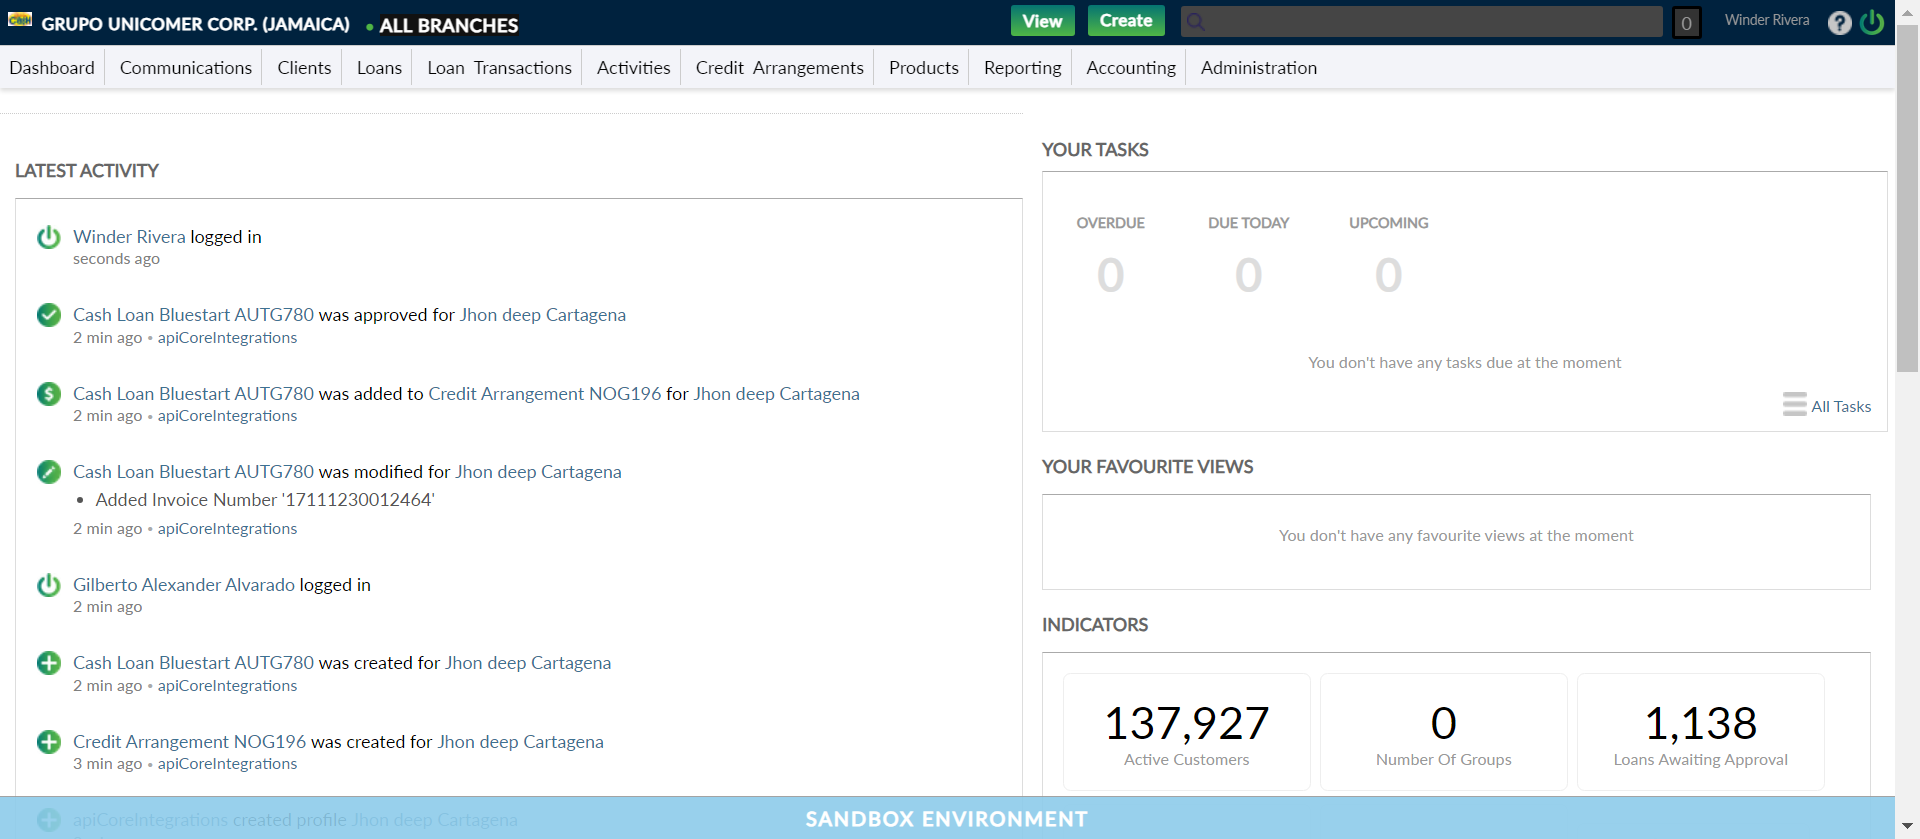 Cash GRUPO UNICOMER CORP. (JAMAICA) • ALL BRANCHES View Create 0 Winder Rivera ?
Dashboard Communications Clients Loans Loan Transactions Activities Credit Arrangements Products Reporting Accounting Administration
LATEST ACTIVITY
Winder Rivera logged in
seconds ago
Cash Loan Bluestart AUTG780 was approved for Jhon deep Cartagena
2 min ago • apiCoreIntegrations
Cash Loan Bluestart AUTG780 was added to Credit Arrangement NOG196 for Jhon deep Cartagena
2 min ago • apiCoreIntegrations
Cash Loan Bluestart AUTG780 was modified for Jhon deep Cartagena
• Added Invoice Number '17111230012464'
2 min ago • apiCoreIntegrations
Gilberto Alexander Alvarado logged in
2 min ago
Cash Loan Bluestart AUTG780 was created for Jhon deep Cartagena
2 min ago • apiCoreIntegrations
Credit Arrangement NOG196 was created for Jhon deep Cartagena
3 min ago • apiCoreIntegrations
apiCoreIntegrations created profile Jhon deep Cartagena
YOUR TASKS
OVERDUE DUE TODAY UPCOMING
0 0 0
You don't have any tasks due at the moment
All Tasks
YOUR FAVOURITE VIEWS
You don't have any favourite views at the moment
INDICATORS
137,927 0 1,138
Active Customers Number Of Groups Loans Awaiting Approval
SANDBOX ENVIRONMENT